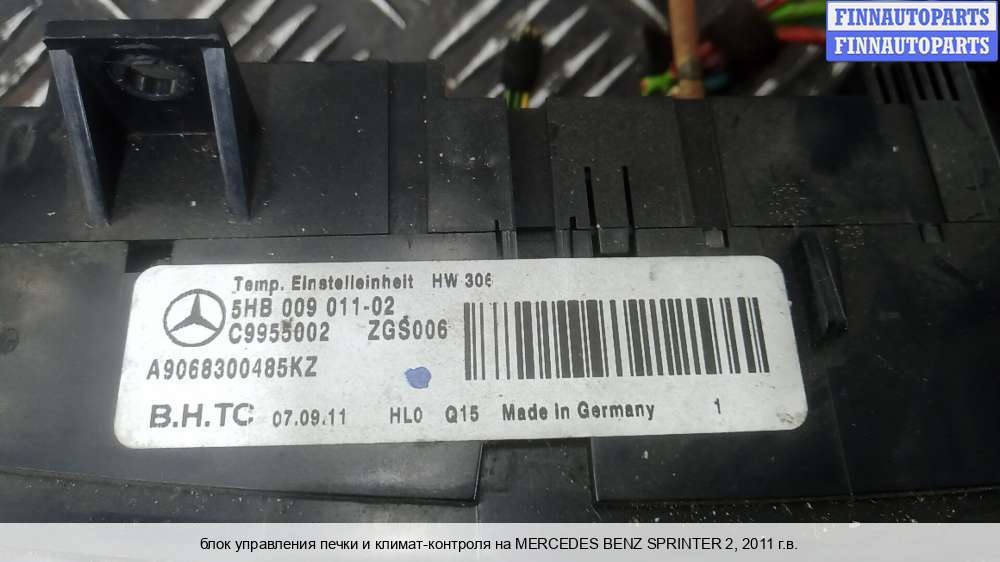 FINNAUTOPARTS
FINNAUTOPARTS
Temp. Einstelleinheit HW 306
5HB 009 011-02
C9955002 ZGS006
A9068300485KZ
B.H.TC 07.09.11 HL0 Q15 Made in Germany 1
блок управления печки и климат-контроля на MERCEDES BENZ SPRINTER 2, 2011 г.в.